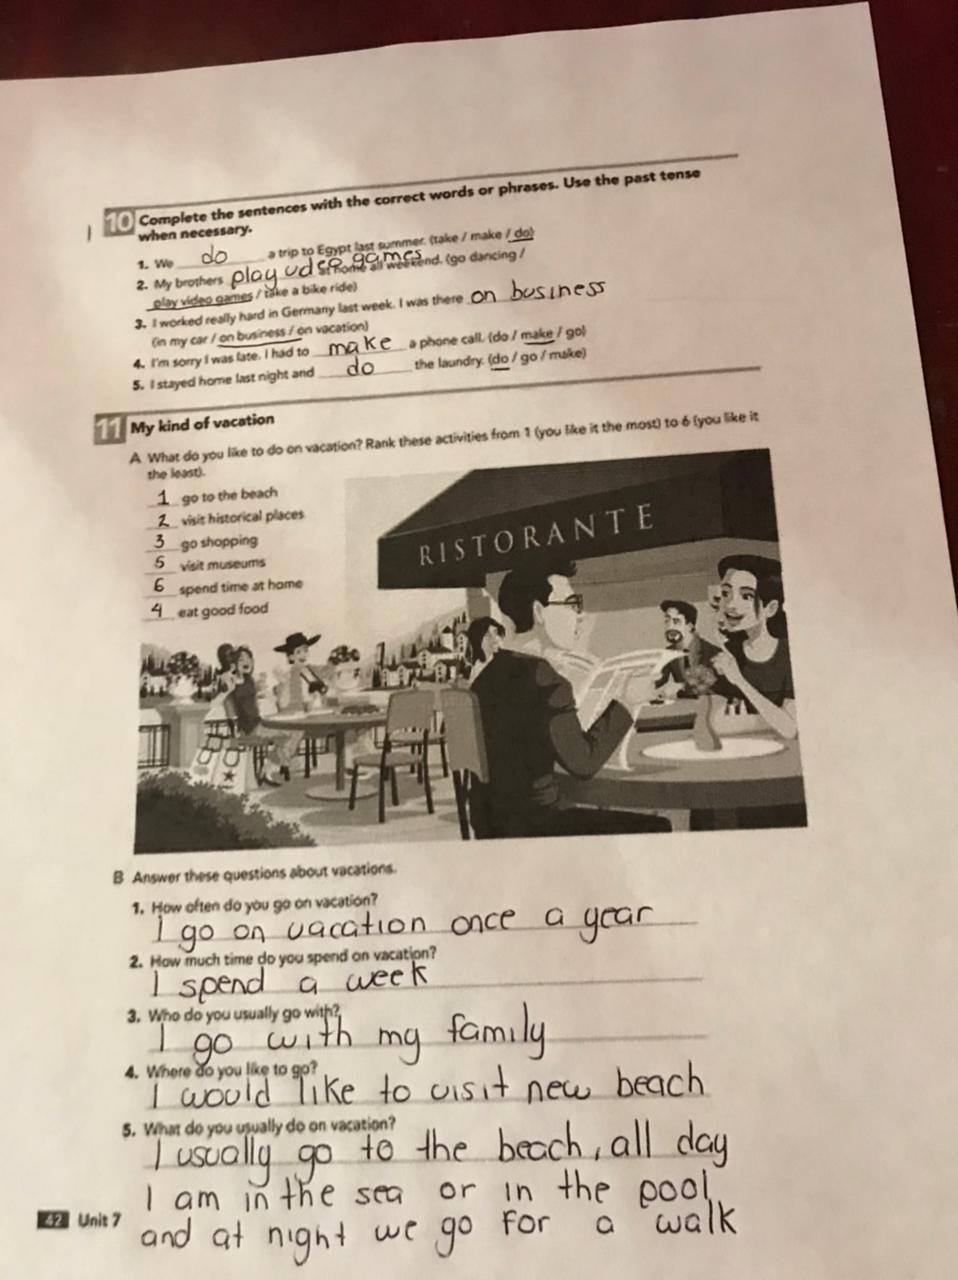 10 Complete the sentences with the correct words or phrases. Use the past tense
when necessary.
1. We do a trip to Egypt last summer. (take / make / do)
2. My brothers play udeo games at home all weekend. (go dancing /
play video games / take a bike ride)
3. I worked really hard in Germany last week. I was there on business
(in my car / on business / on vacation)
4. I'm sorry I was late. I had to make a phone call. (do / make / go)
5. I stayed home last night and do the laundry. (do / go / make)
11 My kind of vacation
A What do you like to do on vacation? Rank these activities from 1 (you like it the most) to 6 (you like it
the least).
1 go to the beach
2 visit historical places
3 go shopping
5 visit museums
6 spend time at home
4 eat good food
RISTORANTE
B Answer these questions about vacations.
1. How often do you go on vacation?
I go on vacation once a year
2. How much time do you spend on vacation?
I spend a week
3. Who do you usually go with?
I go with my family
4. Where do you like to go?
I would like to visit new beach
5. What do you usually do on vacation?
I usually go to the beach, all day
I am in the sea or in the pool
and at night we go for a walk
42 Unit 7